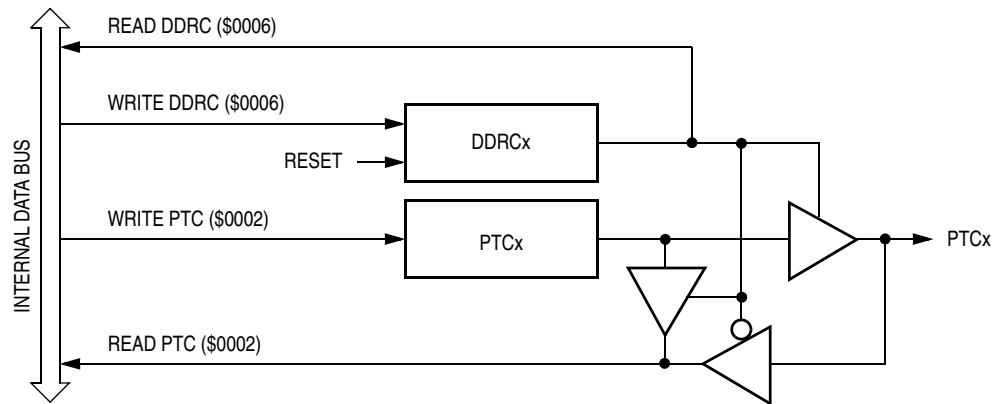 READ DDRC ($0006)
WRITE DDRC ($0006)
DDRCx
RESET
WRITE PTC ($0002)
PTCx
PTCx
INTERNAL DATA BUS
READ PTC ($0002)